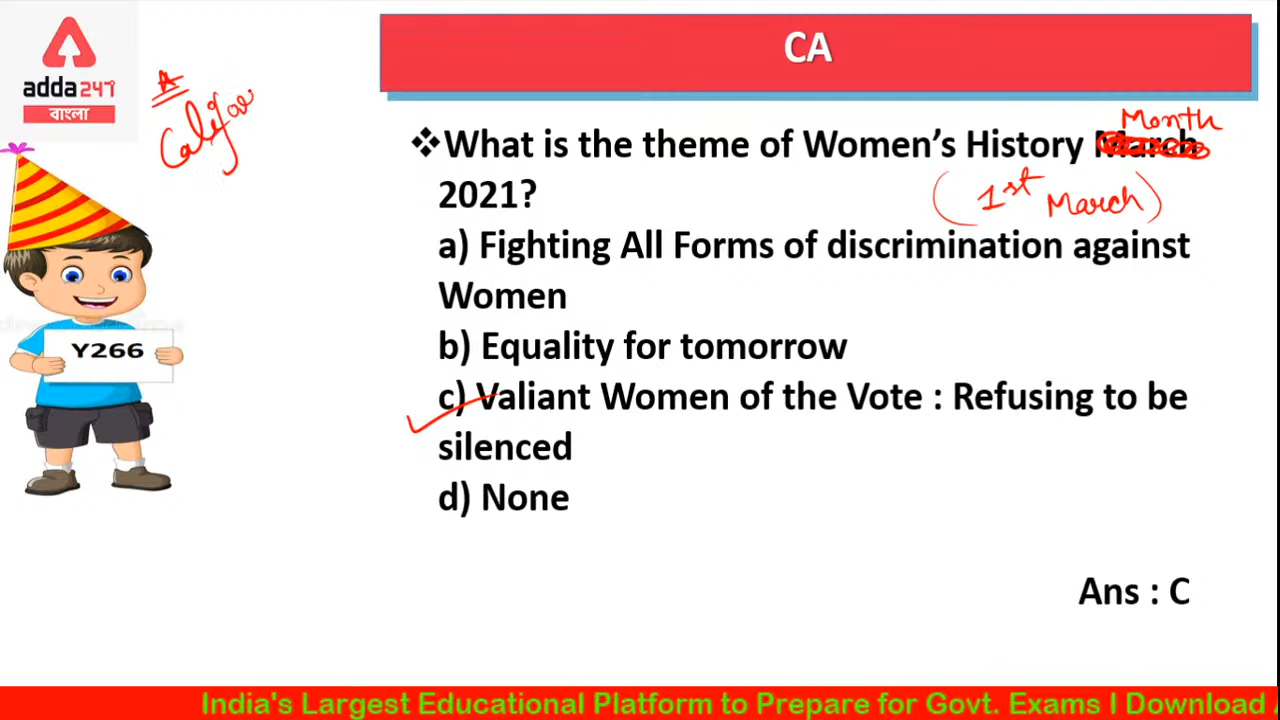 CA
adda247
বাংলা
Month
❖What is the theme of Women's History March
2021?
(1st March)
a) Fighting All Forms of discrimination against
Women
b) Equality for tomorrow
c) Valiant Women of the Vote : Refusing to be
silenced
d) None
Y266
Ans : C
India's Largest Educational Platform to Prepare for Govt. Exams I Download